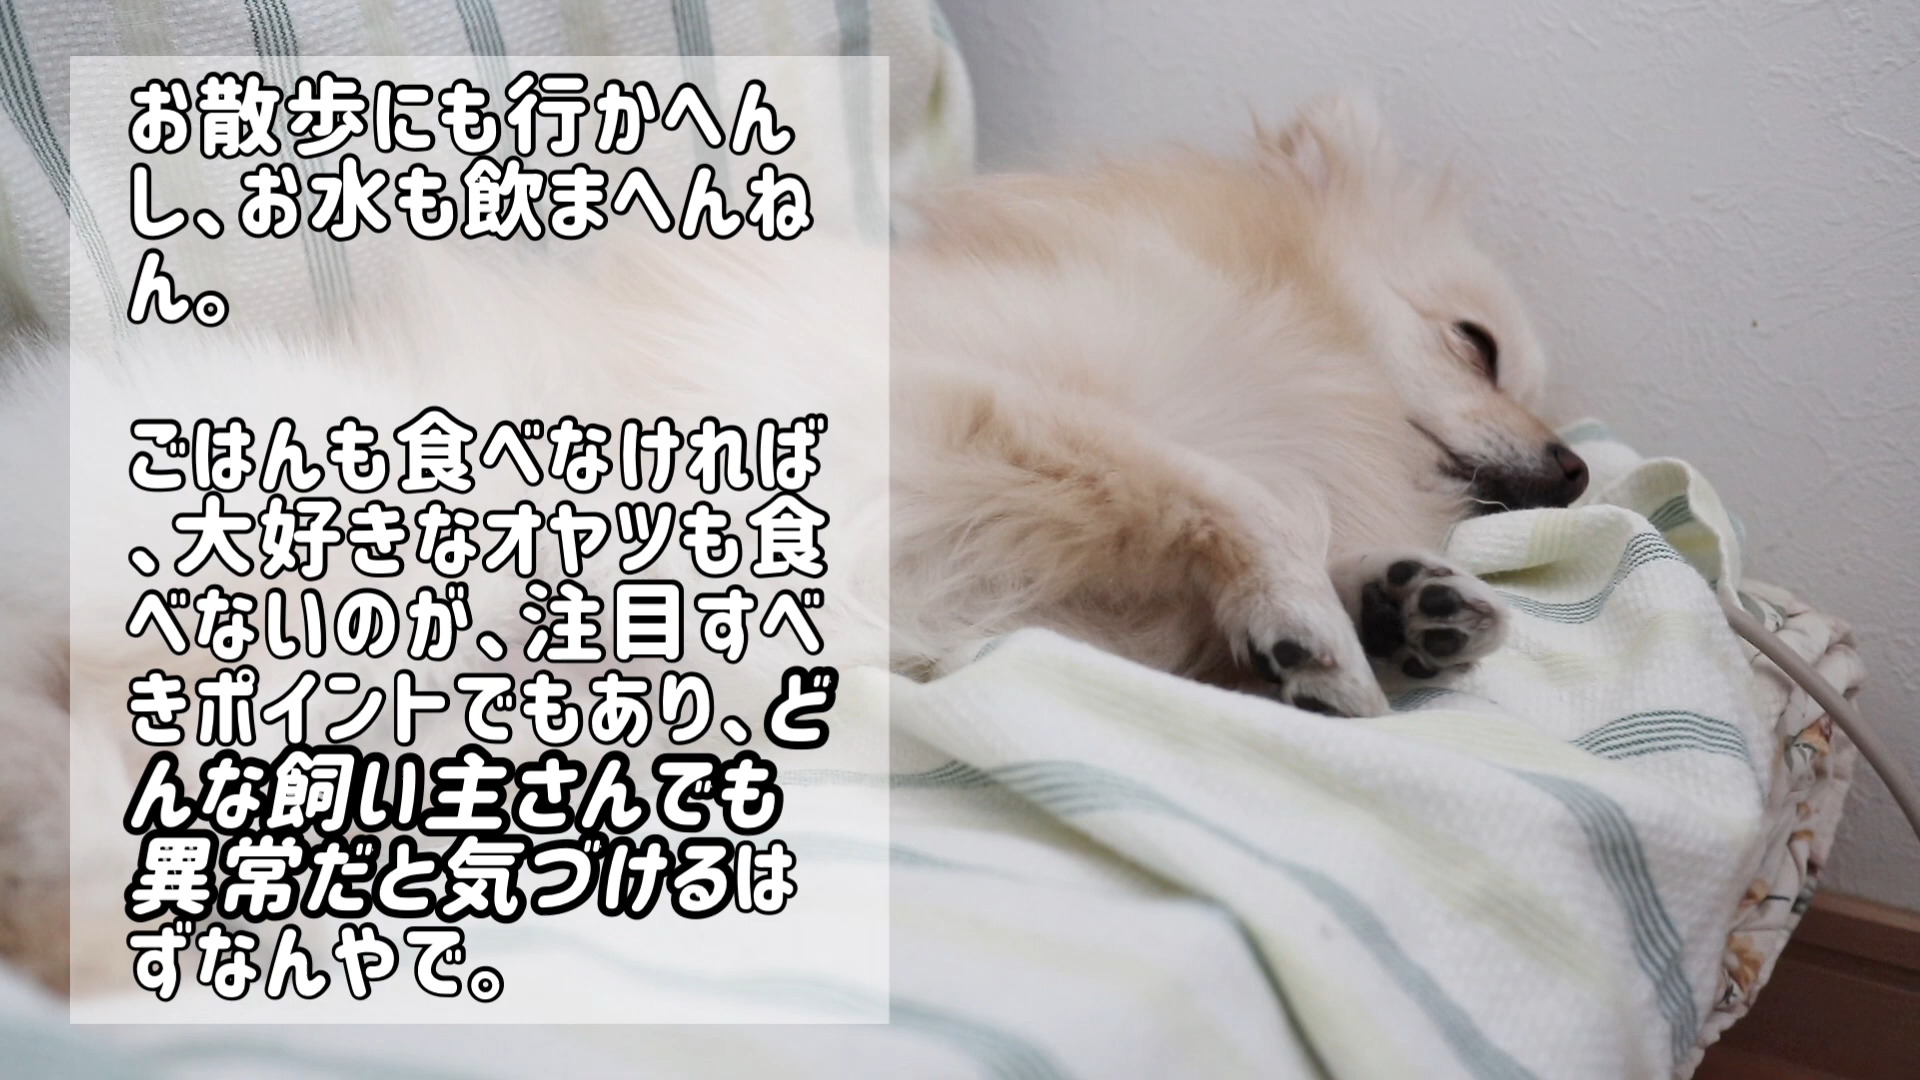 お散歩にも行かへん
し、お水も飲まへんね
ん。
ごはんも食べなければ
、大好きなオヤツも食
べないのが、注目すべ
きポイントでもあり、ど
んな飼い主さんでも
異常だと気づけるは
ずなんやで。